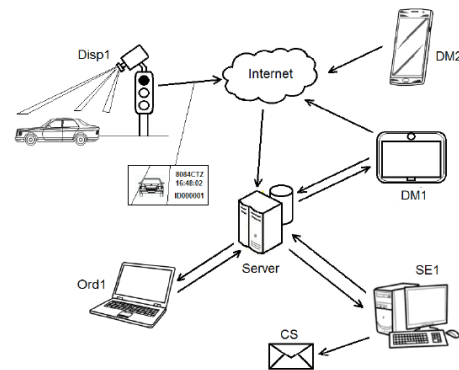 Disp1
Internet
DM2
8084CTZ
16:48:02
ID000001
DM1
Server
Ord1
SE1
CS